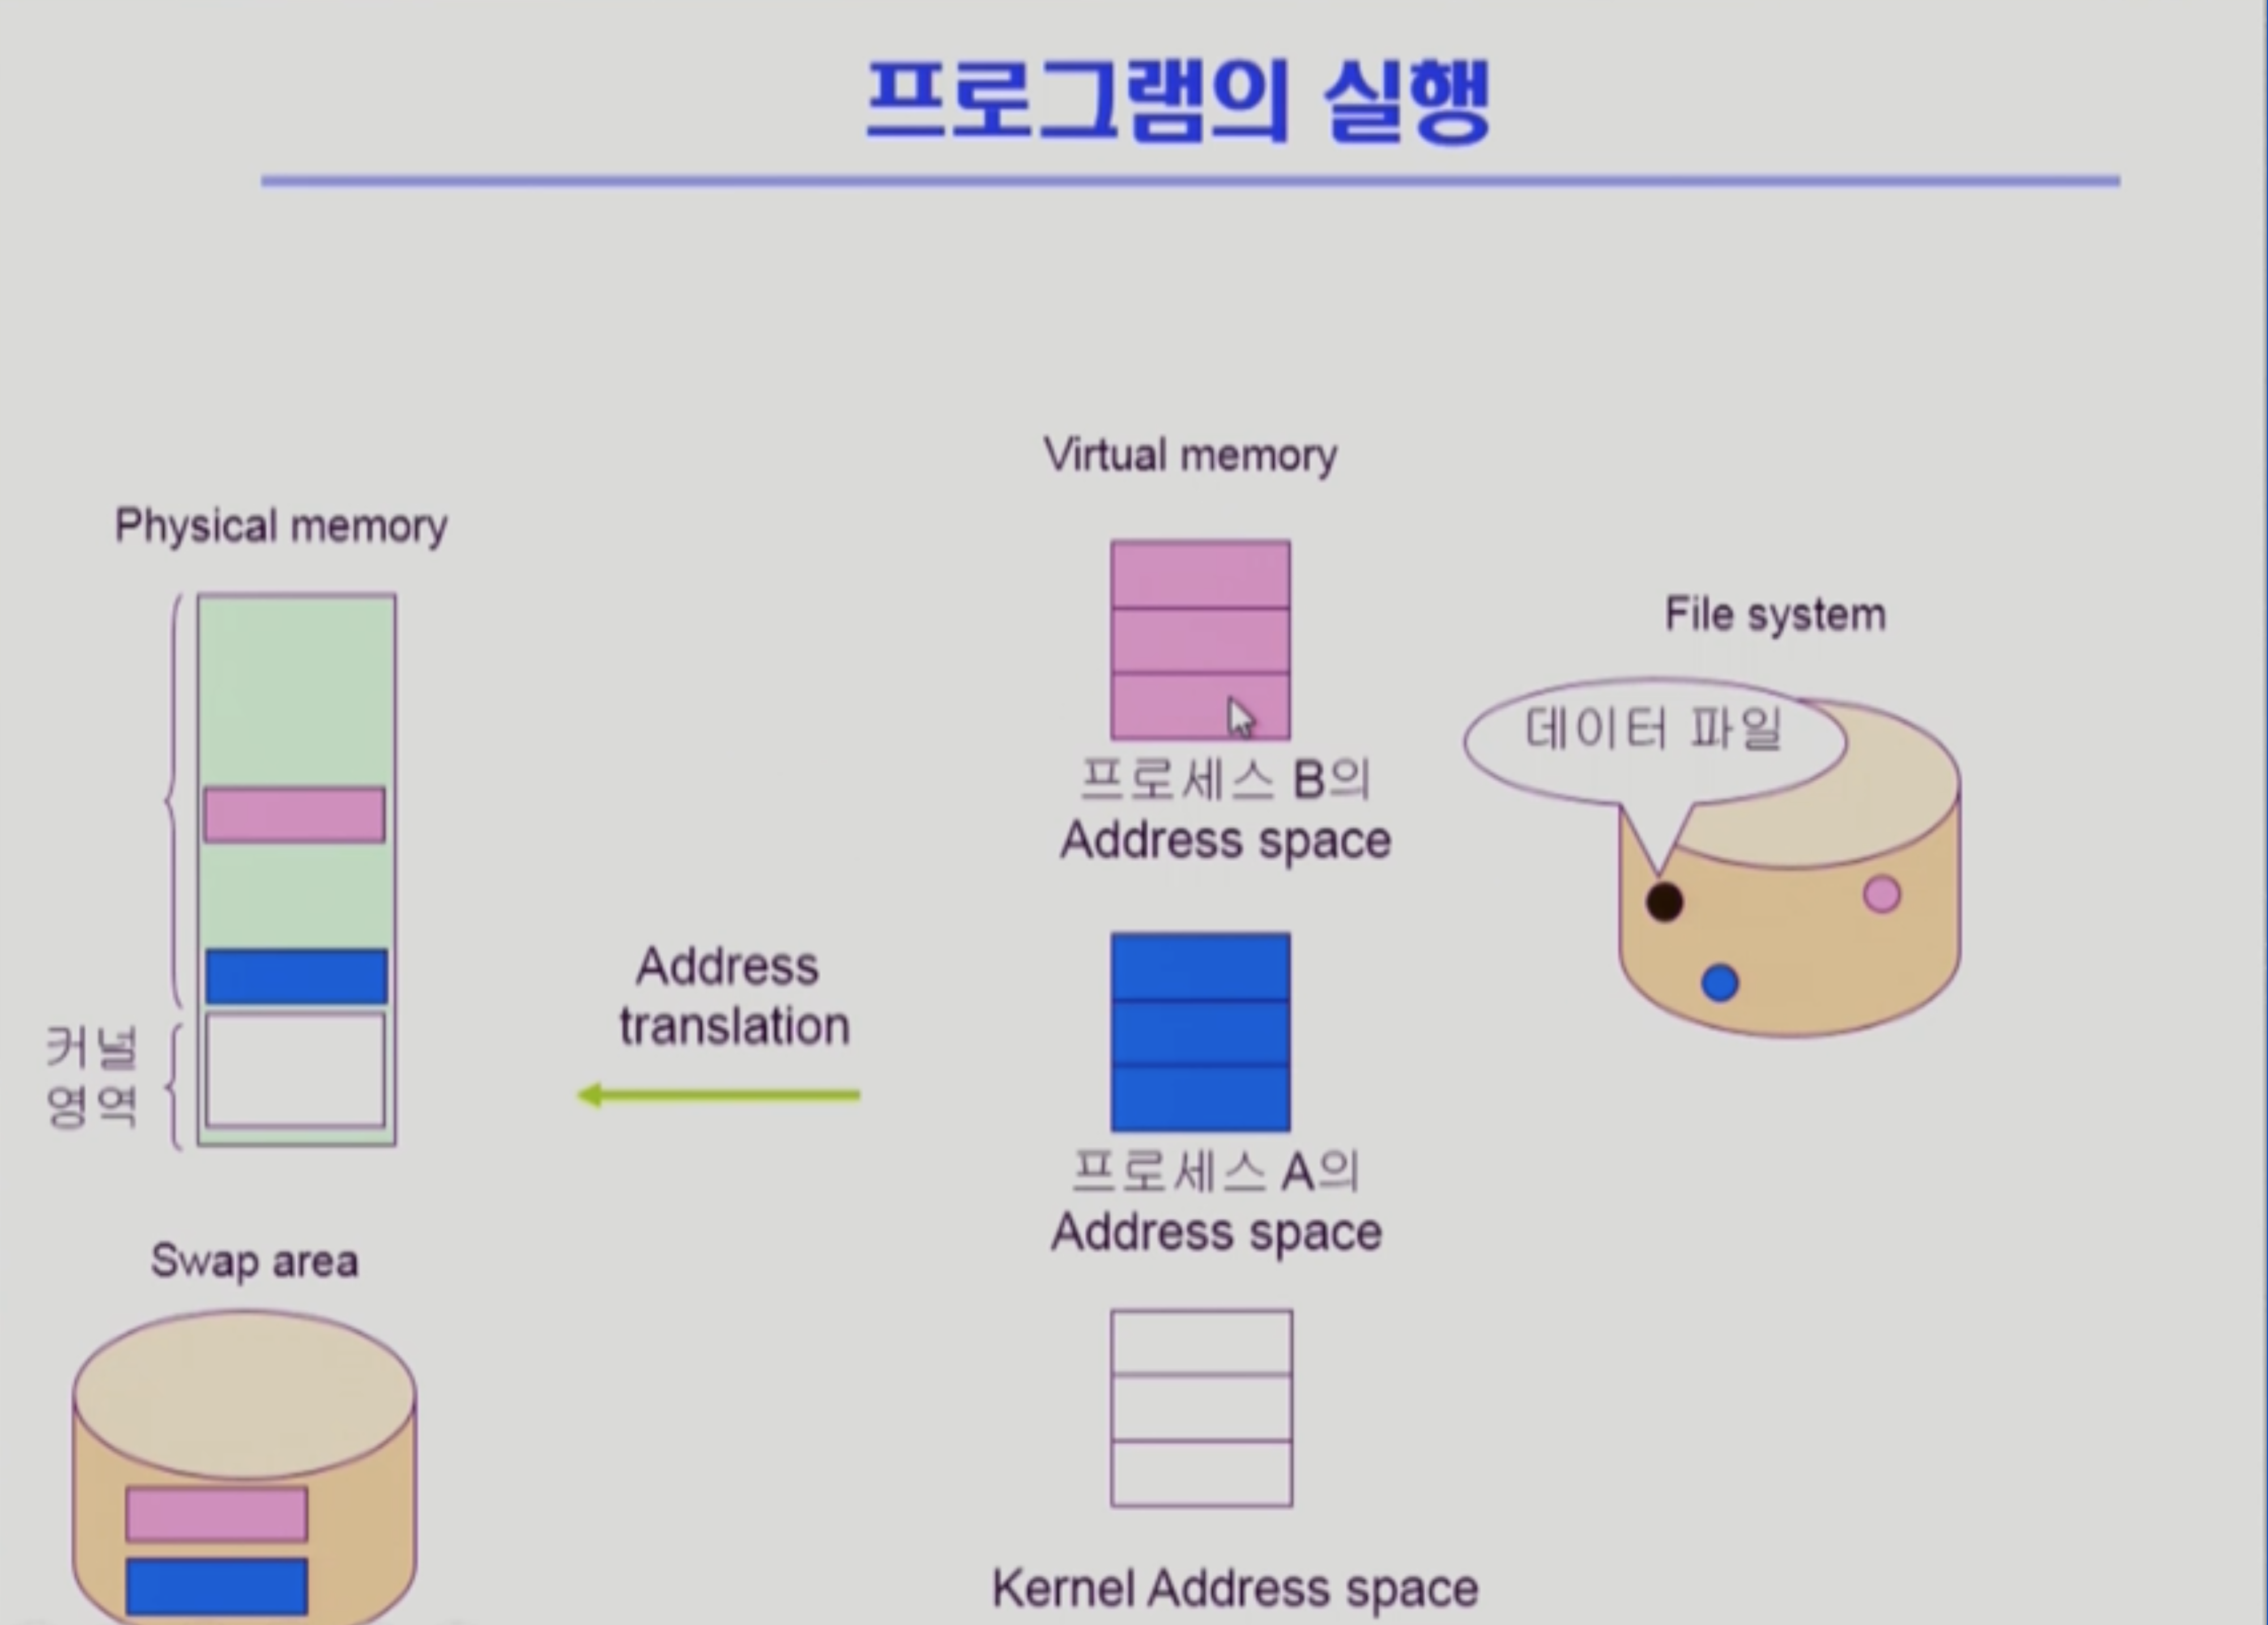 프로그램의 실행
Virtual memory
Physical memory
File system
데이터 파일
프로세스 B의
Address space
Address
translation
커널
영역
프로세스 A의
Address space
Swap area
Kernel Address space